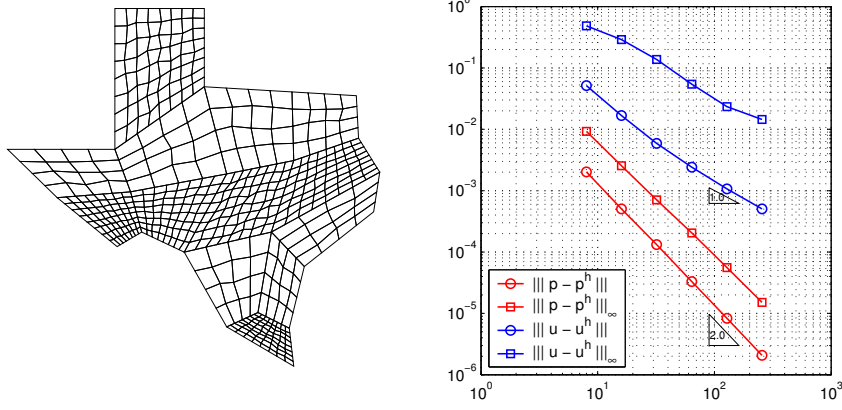 10^0
10^-1
10^-2
10^-3
10^-4
10^-5
10^-6
1.0
2.0
||| p − p^h |||
||| p − p^h |||_∞
||| u − u^h |||
||| u − u^h |||_∞
10^0 10^1 10^2 10^3